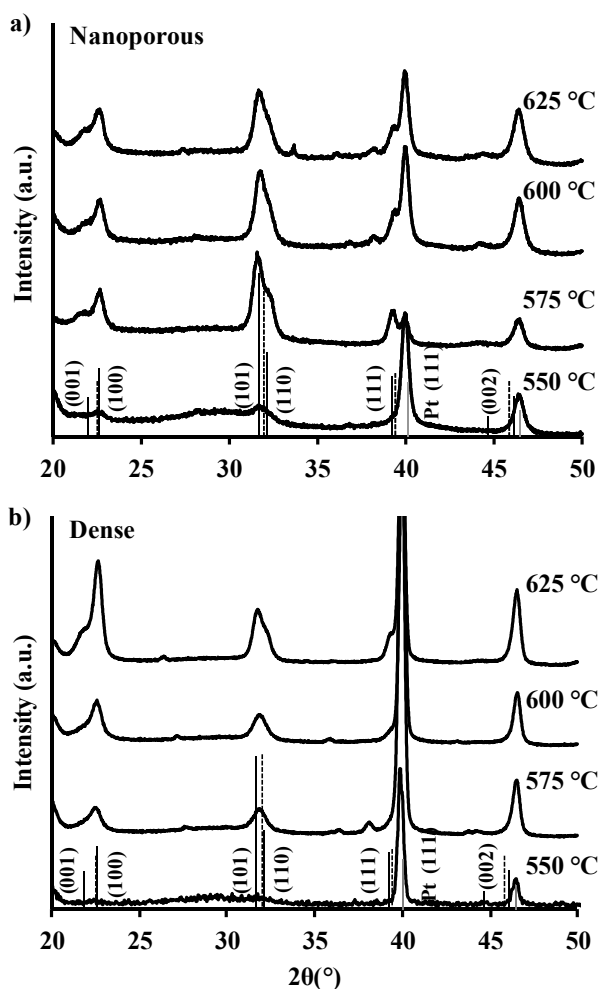 a)
Nanoporous
625 °C
600 °C
575 °C
550 °C
(001)
(100)
(101)
(110)
(111)
Pt (111)
(002)
Intensity (a.u.)
20 25 30 35 40 45 50
b)
Dense
625 °C
600 °C
575 °C
550 °C
(001)
(100)
(101)
(110)
(111)
Pt (111)
(002)
Intensity (a.u.)
20 25 30 35 40 45 50
2θ(°)